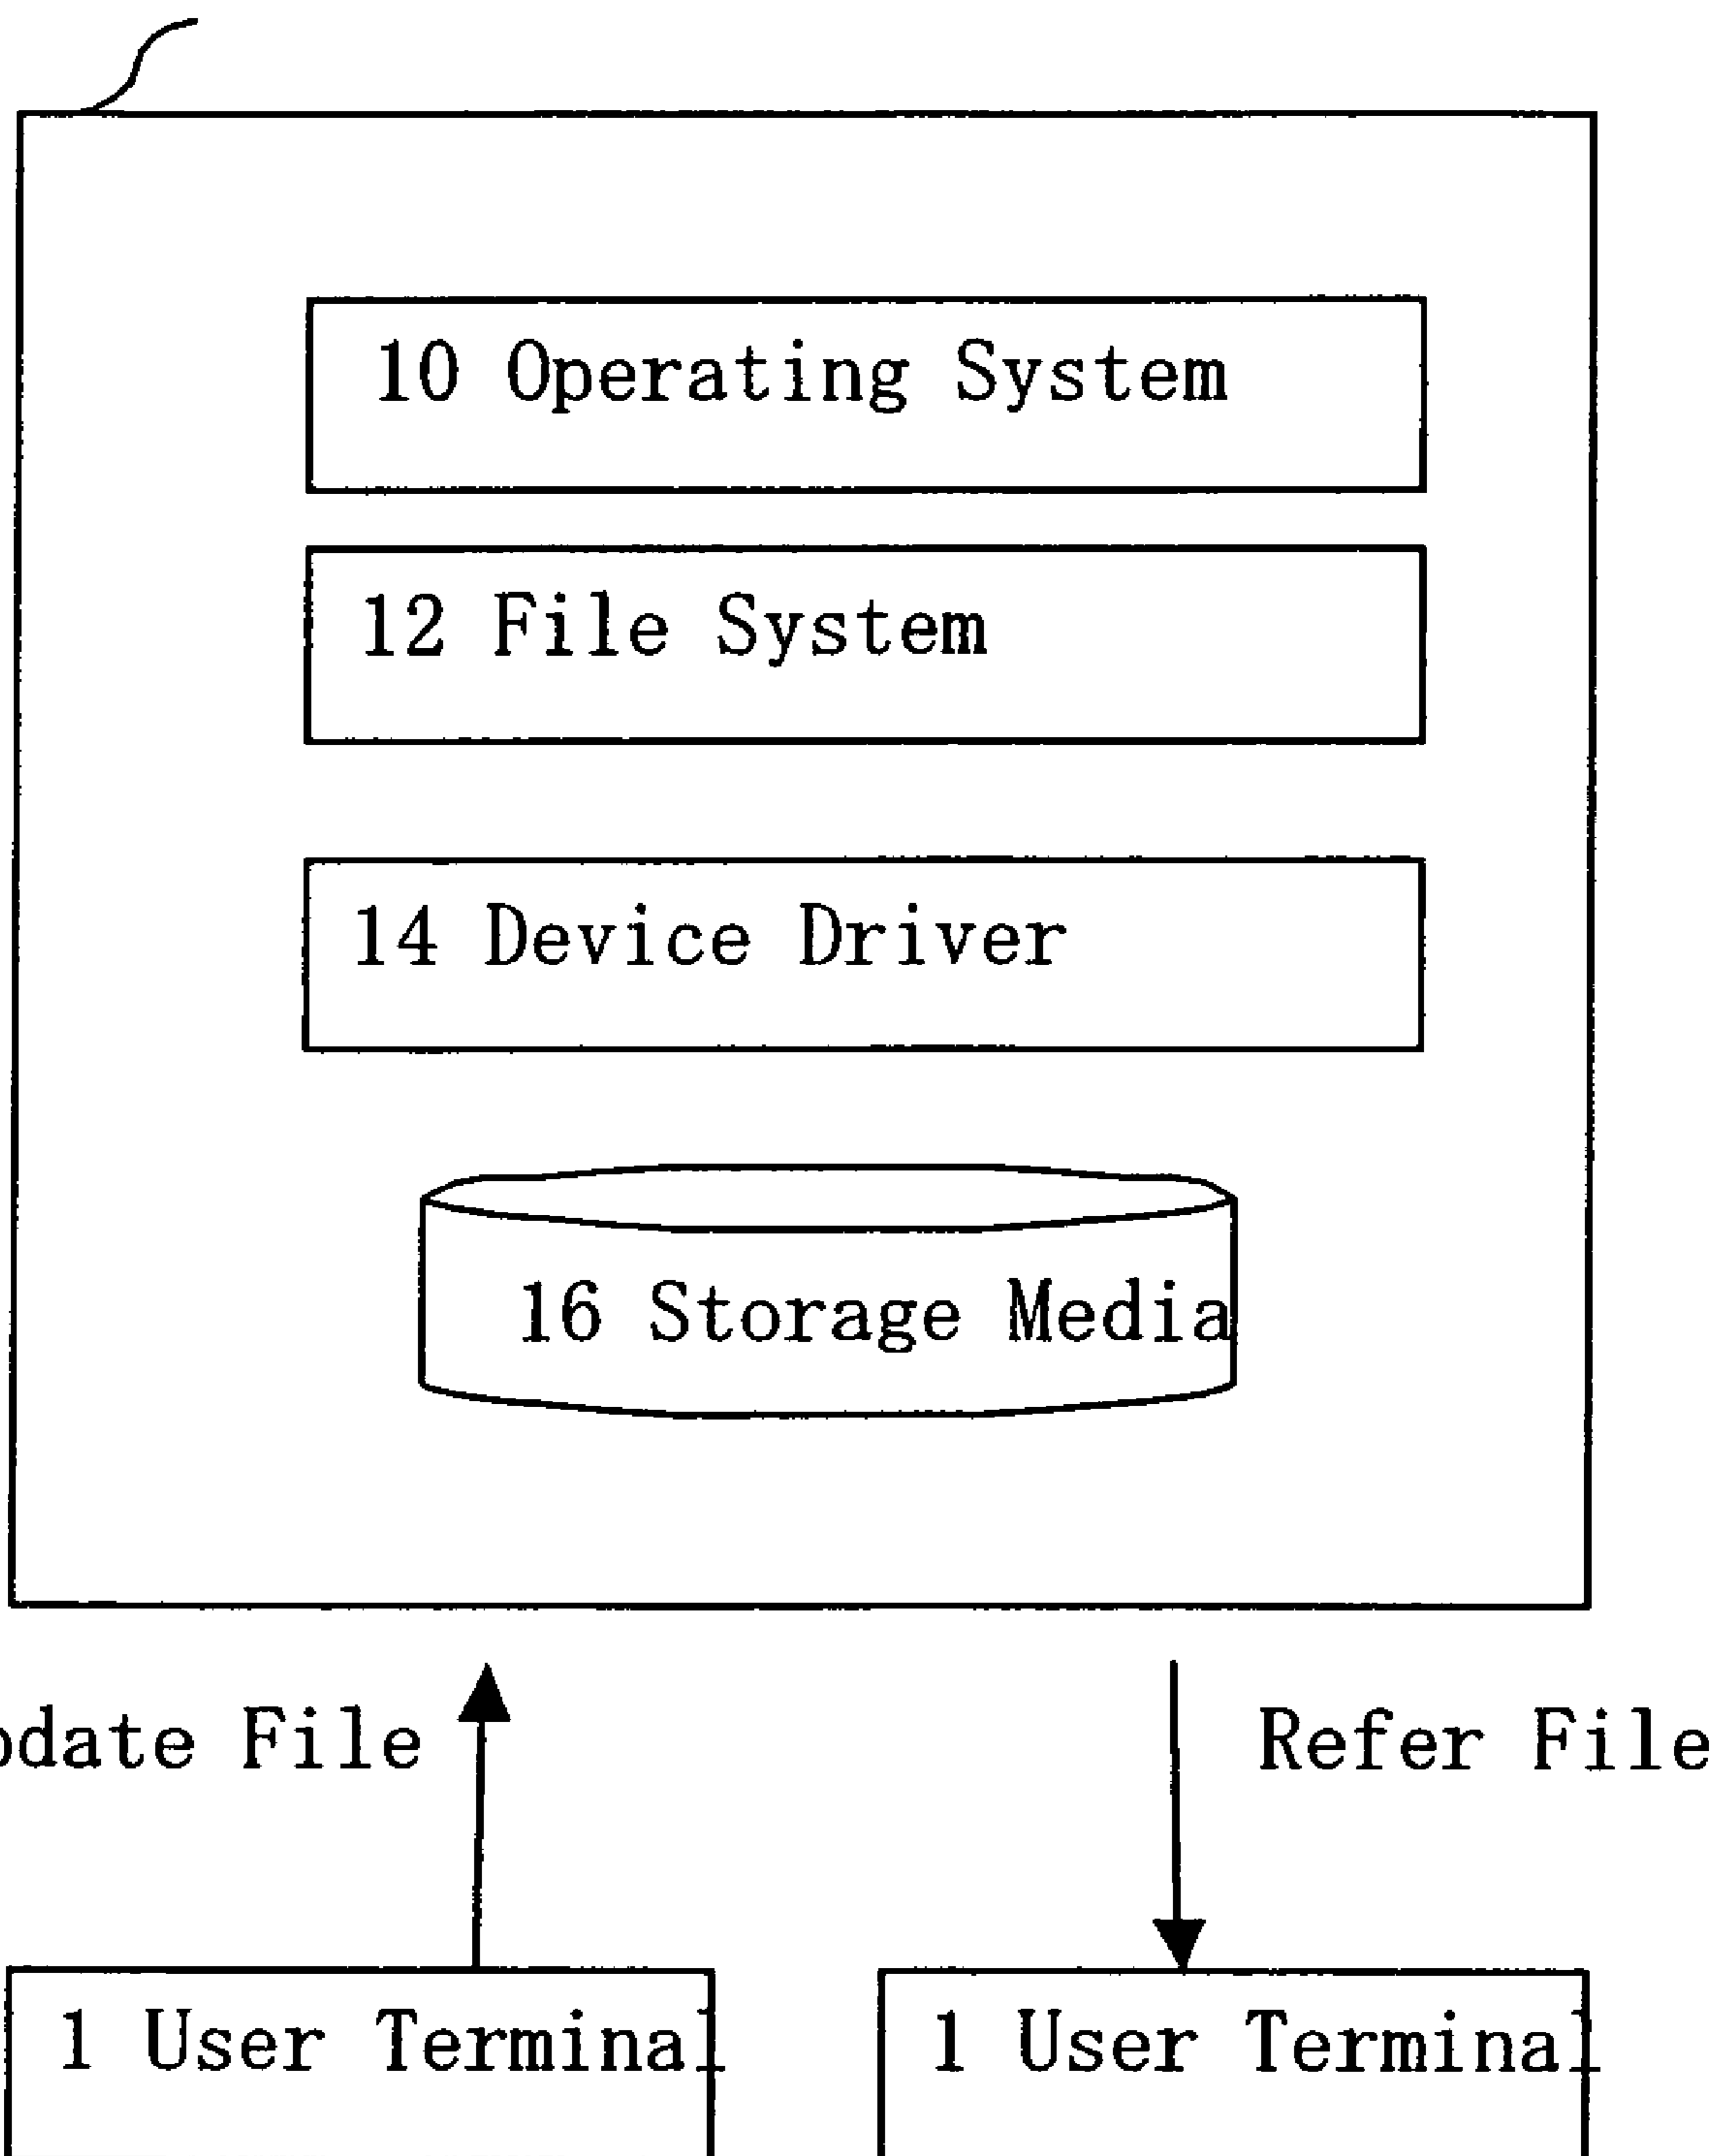 10 Operating System
12 File System
14 Device Driver
16 Storage Media
pdate File
Refer File
1 User Terminal
1 User Terminal